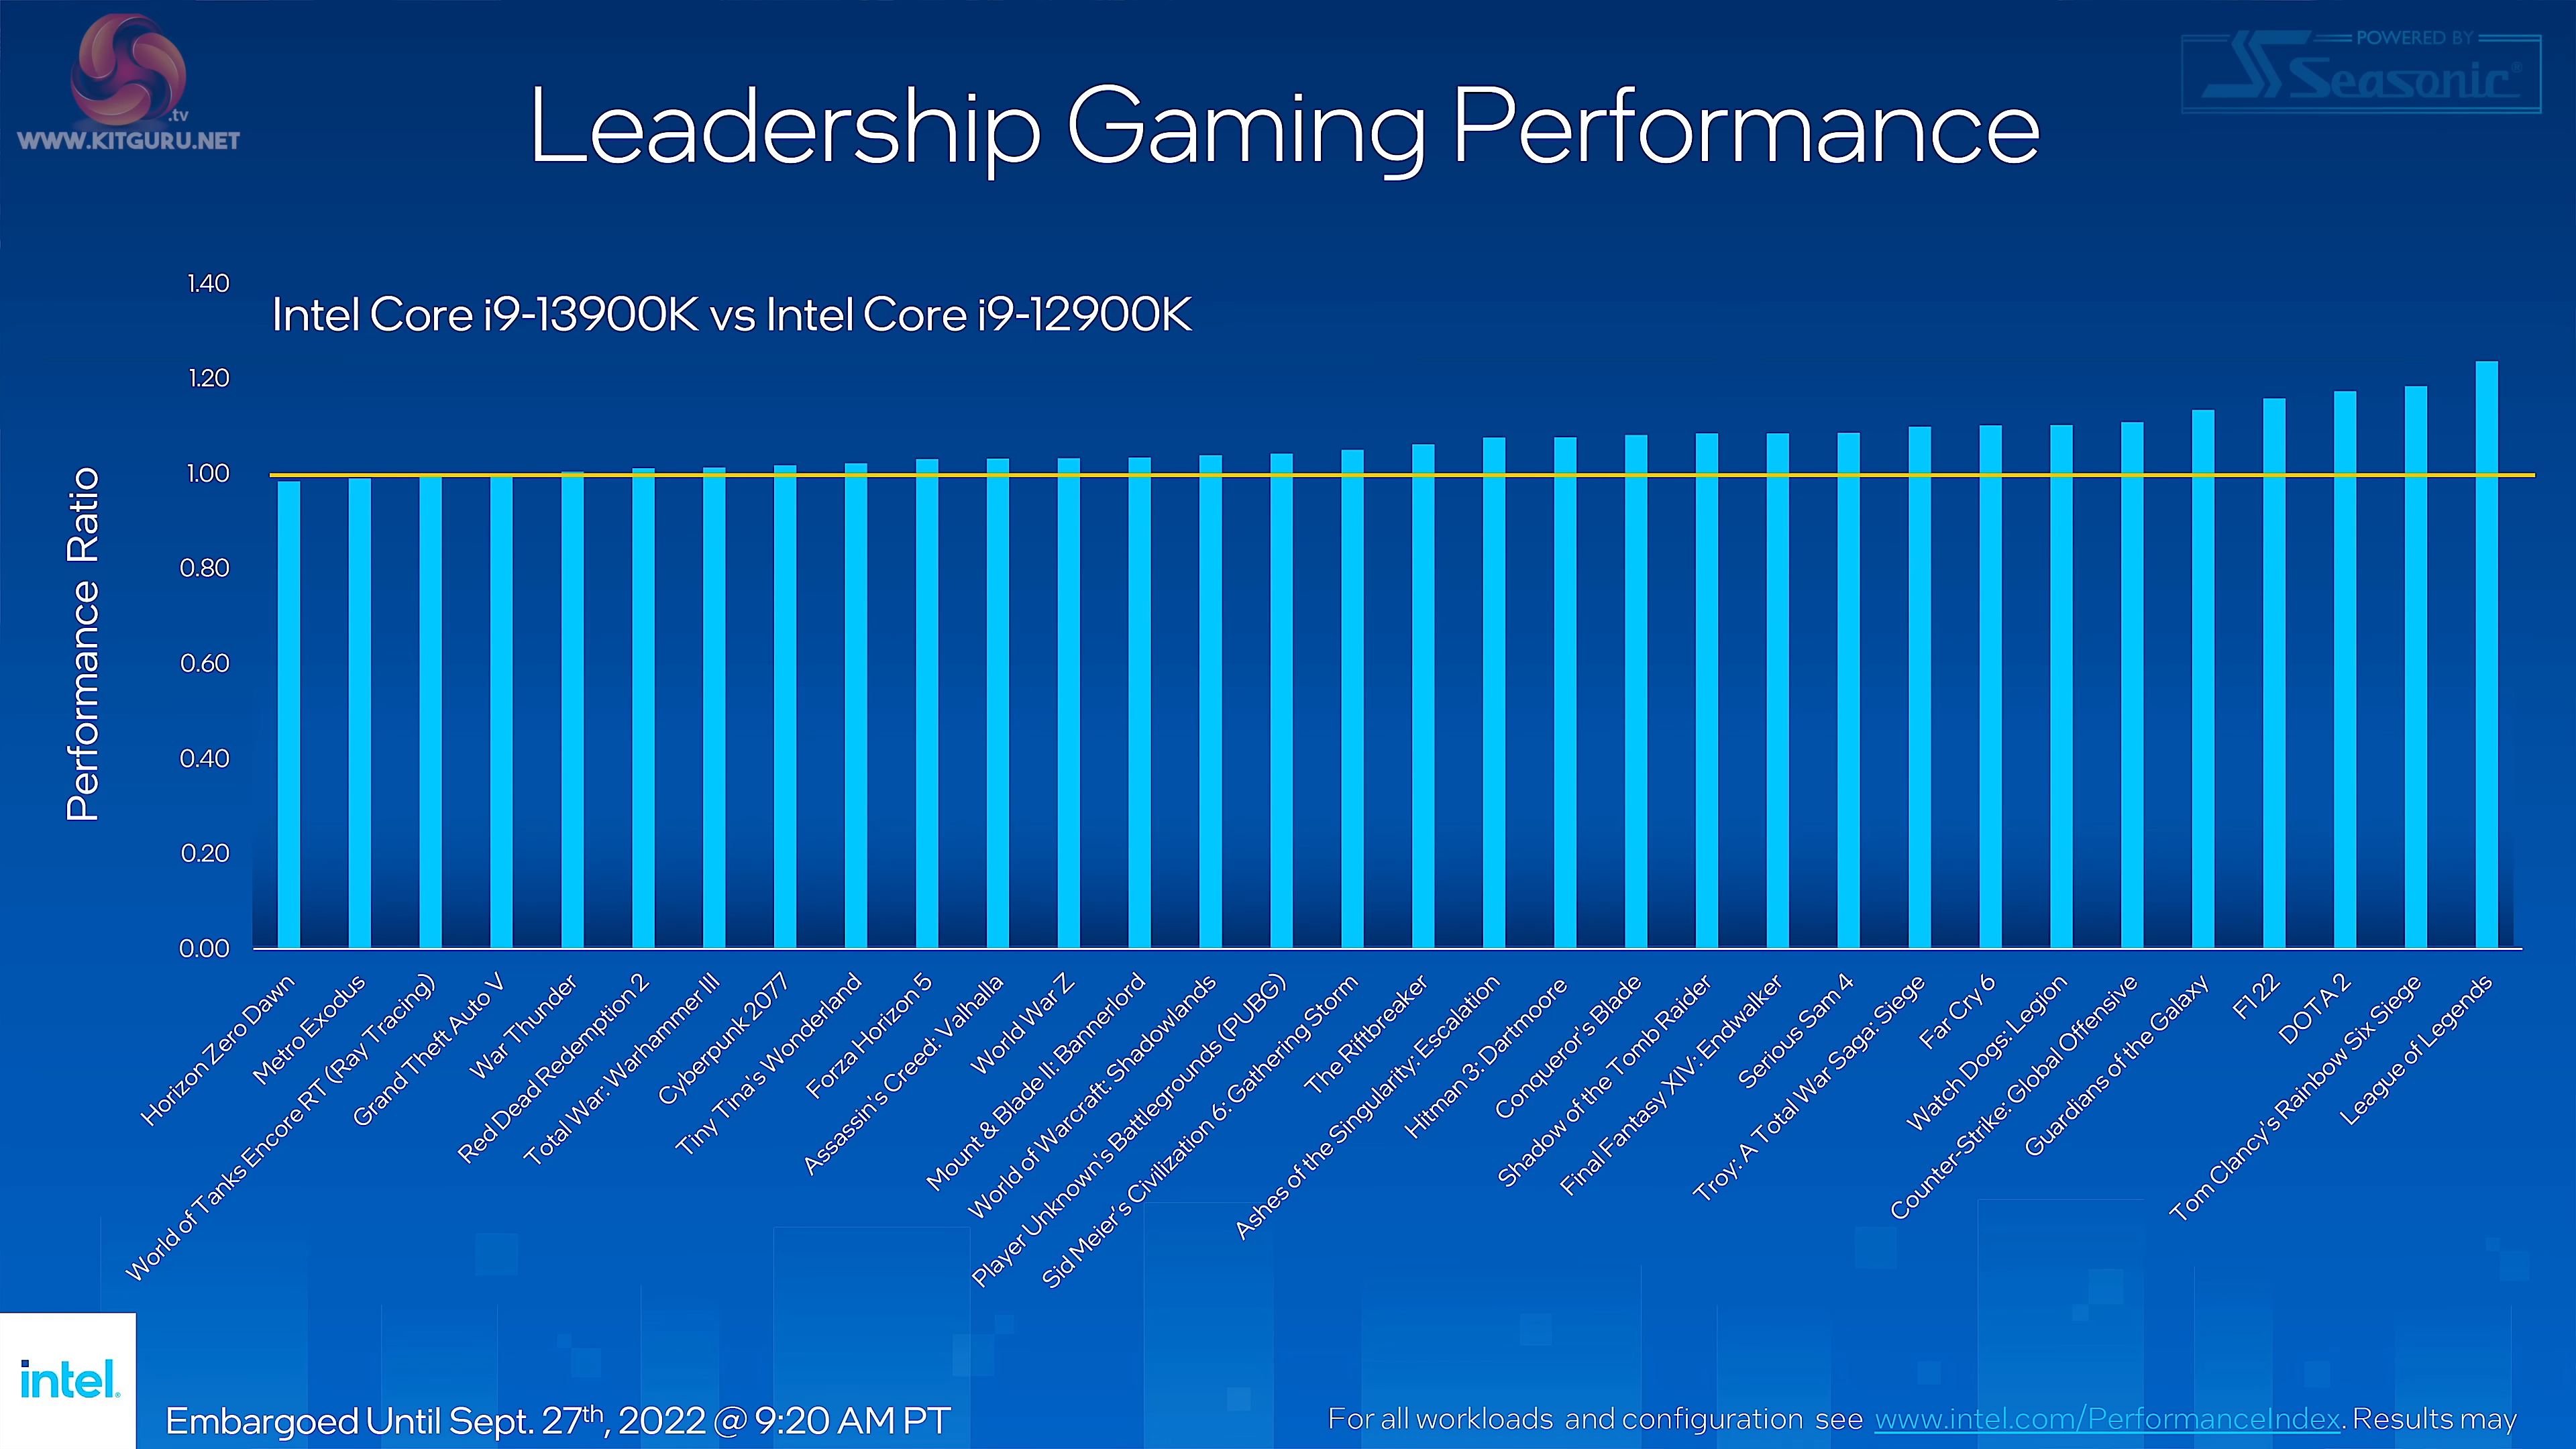 .tv
WWW.KITGURU.NET
POWERED BY
Seasonic®
Leadership Gaming Performance
Intel Core i9-13900K vs Intel Core i9-12900K
Performance Ratio
1.40
1.20
1.00
0.80
0.60
0.40
0.20
0.00
Horizon Zero Dawn
Metro Exodus
World of Tanks Encore RT (Ray Tracing)
Grand Theft Auto V
War Thunder
Red Dead Redemption 2
Total War: Warhammer III
Cyberpunk 2077
Tiny Tina's Wonderland
Forza Horizon 5
Assassin's Creed: Valhalla
World War Z
Mount & Blade II: Bannerlord
World of Warcraft: Shadowlands
Player Unknown's Battlegrounds (PUBG)
Sid Meier's Civilization 6: Gathering Storm
The Riftbreaker
Ashes of the Singularity: Escalation
Hitman 3: Dartmoore
Conqueror's Blade
Shadow of the Tomb Raider
Final Fantasy XIV: Endwalker
Serious Sam 4
Troy: A Total War Saga: Siege
Far Cry 6
Watch Dogs: Legion
Counter-Strike: Global Offensive
Guardians of the Galaxy
F1 22
DOTA 2
Tom Clancy's Rainbow Six Siege
League of Legends
intel.
Embargoed Until Sept. 27th, 2022 @ 9:20 AM PT
For all workloads and configuration see www.intel.com/PerformanceIndex. Results may